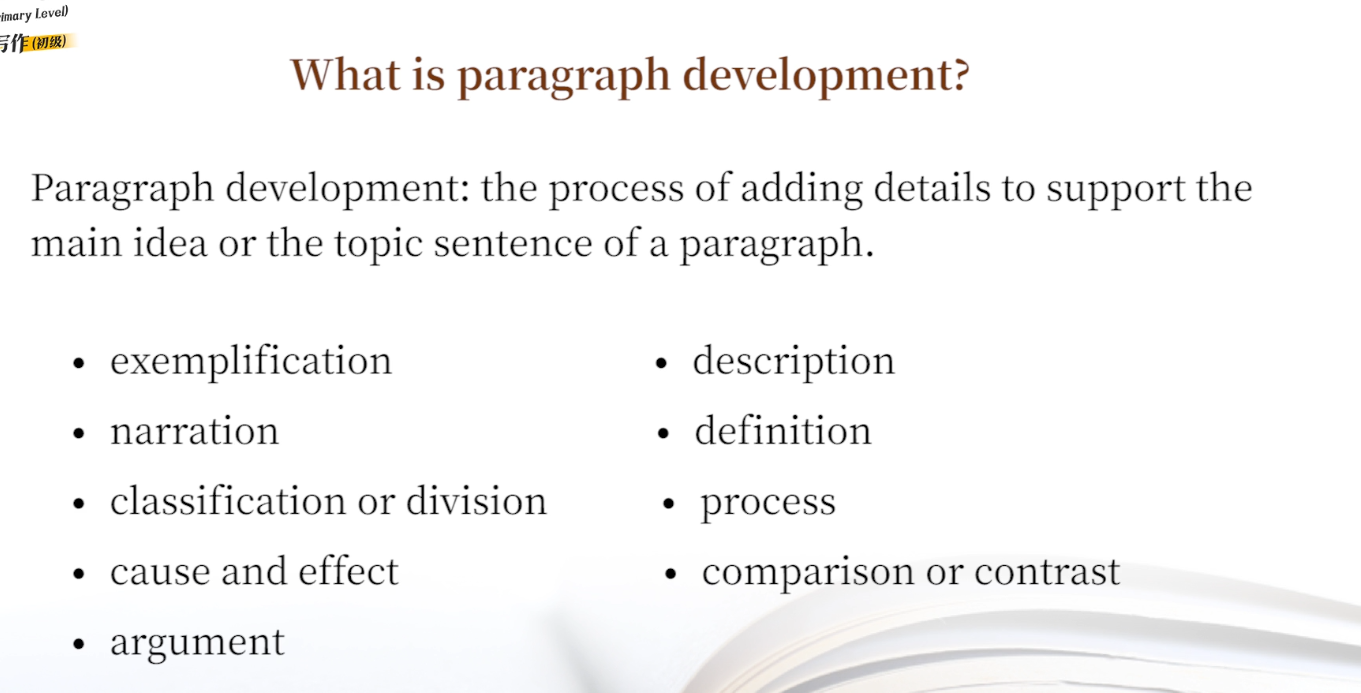 rimary Level)
写作(初级)
What is paragraph development?
Paragraph development: the process of adding details to support the
main idea or the topic sentence of a paragraph.
• exemplification
• narration
• classification or division
• cause and effect
• argument
• description
• definition
• process
• comparison or contrast